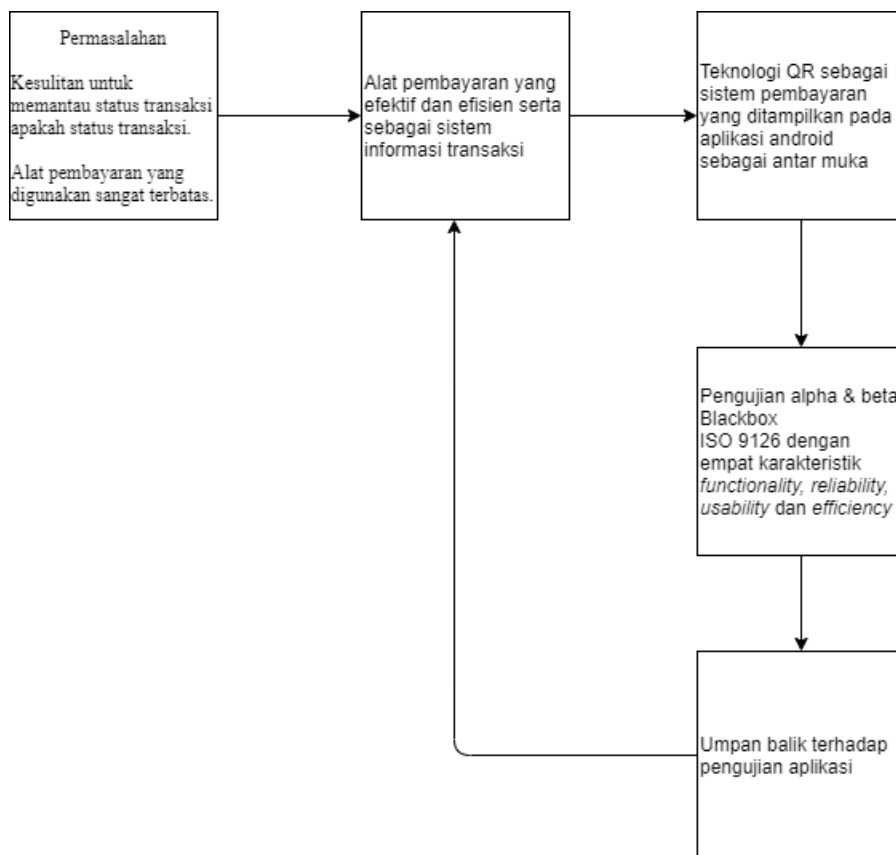 Permasalahan
Kesulitan untuk
memantau status transaksi
apakah status transaksi.
Alat pembayaran yang
digunakan sangat terbatas.
Alat pembayaran yang
efektif dan efisien serta
sebagai sistem
informasi transaksi
Teknologi QR sebagai
sistem pembayaran
yang ditampilkan pada
aplikasi android
sebagai antar muka
Pengujian alpha & beta
Blackbox
ISO 9126 dengan
empat karakteristik
functionality, reliability,
usability dan efficiency
Umpan balik terhadap
pengujian aplikasi